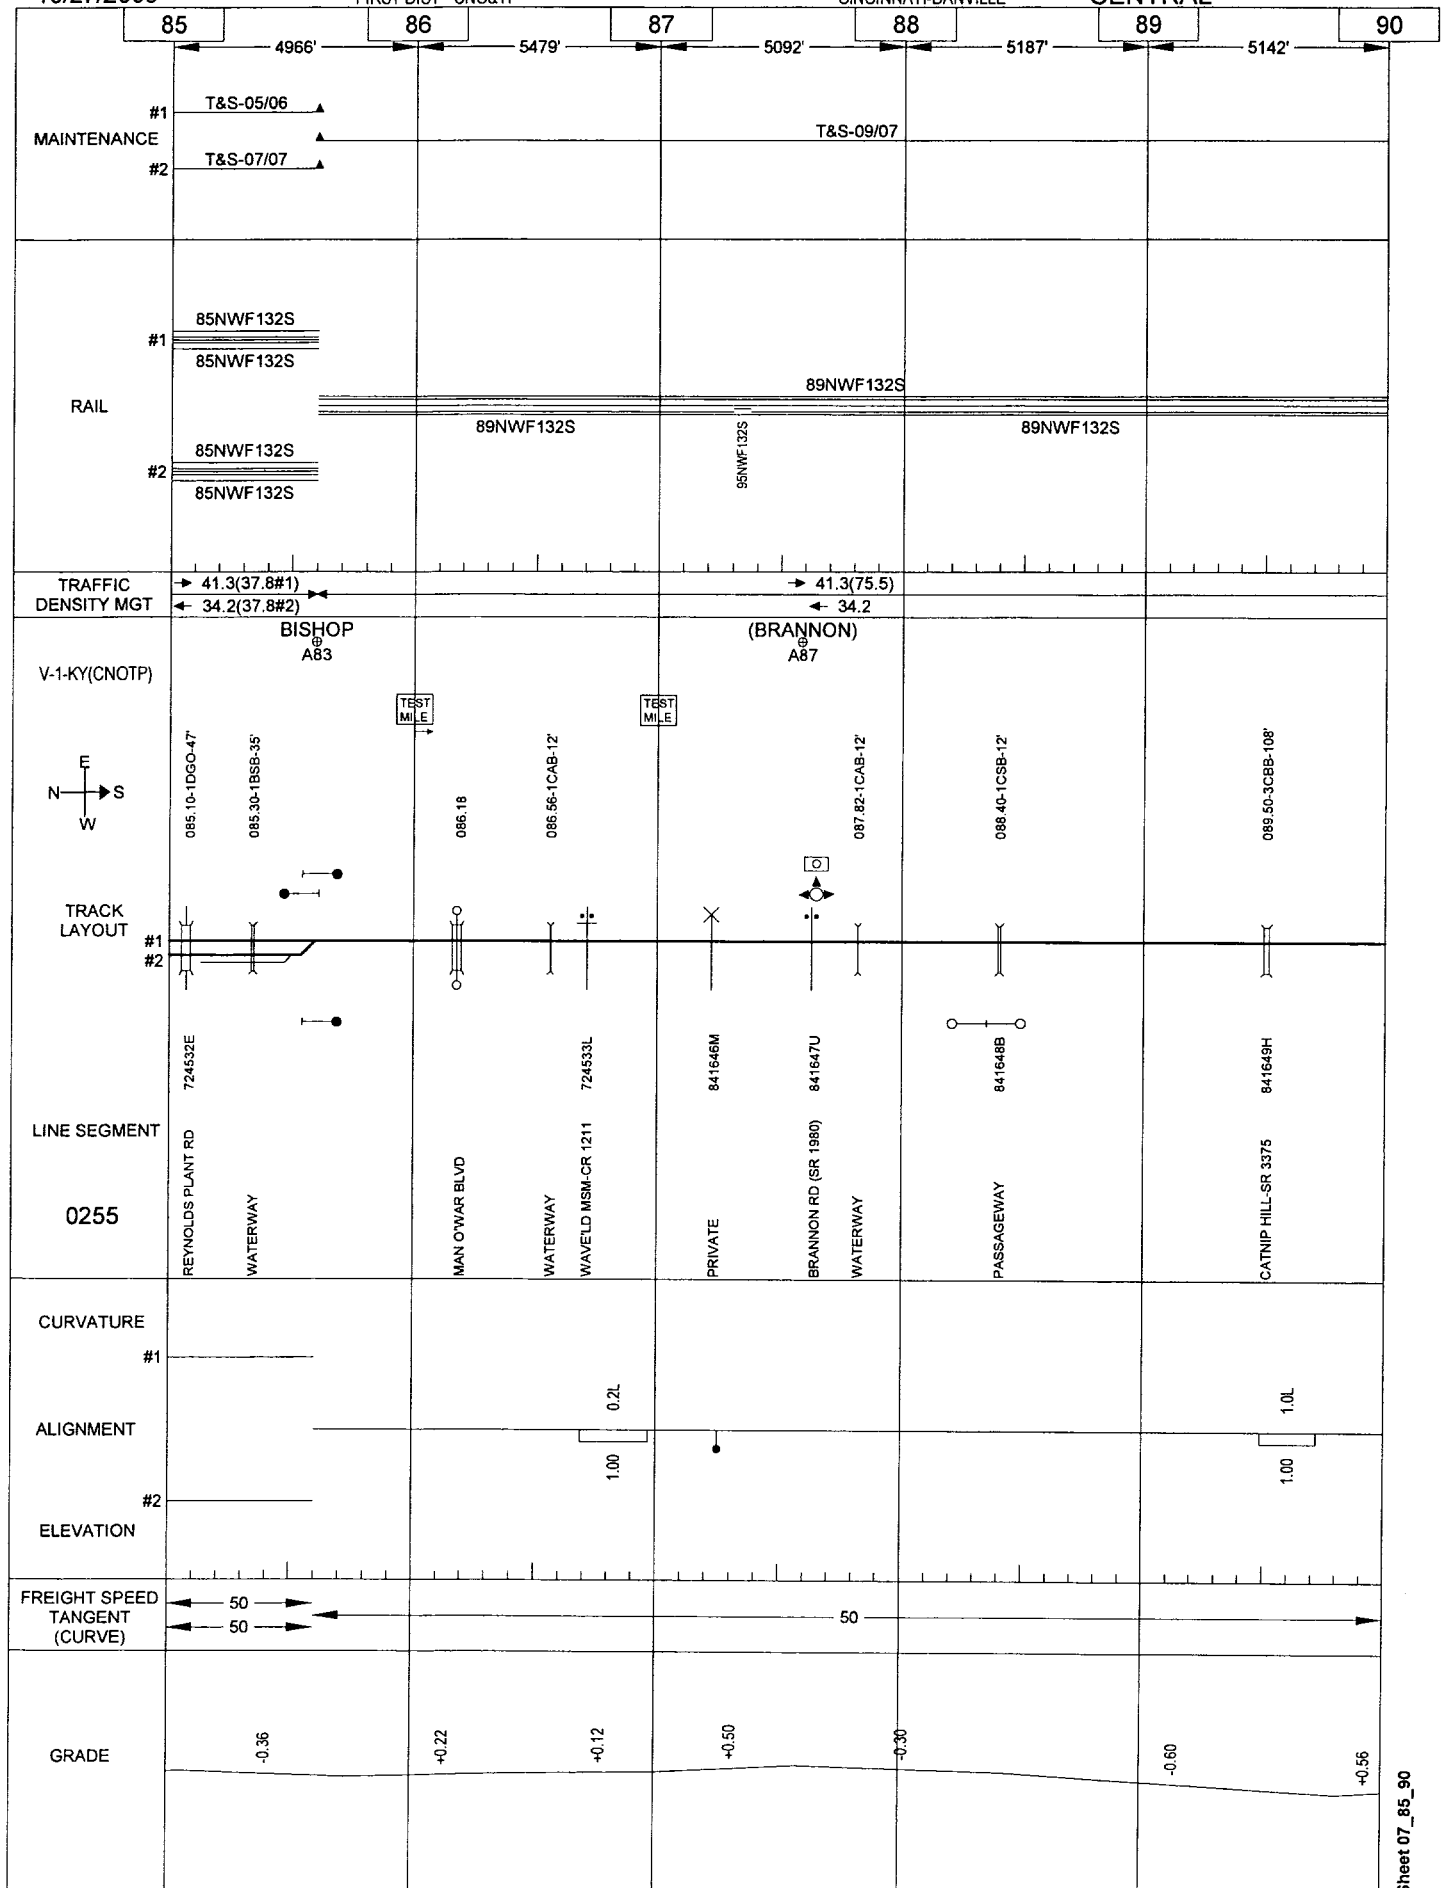 CINCINNATI-DANVILLE
CENTRAL
85 86 87 88 89 90
4966' 5479' 5092' 5187' 5142'
MAINTENANCE
#1 T&S-05/06
T&S-09/07
#2 T&S-07/07
RAIL
#1
85NWF132S
85NWF132S
89NWF132S
89NWF132S
95NWF132S
89NWF132S
#2
85NWF132S
85NWF132S
TRAFFIC
DENSITY MGT
41.3(37.8#1)
34.2(37.8#2)
41.3(75.5)
34.2
BISHOP
A83
(BRANNON)
A87
V-1-KY(CNOTP)
TEST
MILE
TEST
MILE
E
N
S
W
085.10-1DGO-47'
085.30-1BSB-35'
086.18
086.56-1CAB-12'
087.82-1CAB-12'
088.40-1CSB-12'
089.50-3CBB-108'
TRACK
LAYOUT
#1
#2
724532E
724533L
841646M
841647U
841648B
841649H
LINE SEGMENT
0255
REYNOLDS PLANT RD
WATERWAY
MAN O'WAR BLVD
WATERWAY
WAVE'LD MSM-CR 1211
PRIVATE
BRANNON RD (SR 1980)
WATERWAY
PASSAGEWAY
CATNIP HILL-SR 3375
CURVATURE
#1
ALIGNMENT
0.2L
1.00
1.0L
1.00
#2
ELEVATION
FREIGHT SPEED
TANGENT
(CURVE)
50
50
50
GRADE
-0.36
+0.22
+0.12
+0.50
-0.30
-0.60
+0.56
Sheet 07_85_90